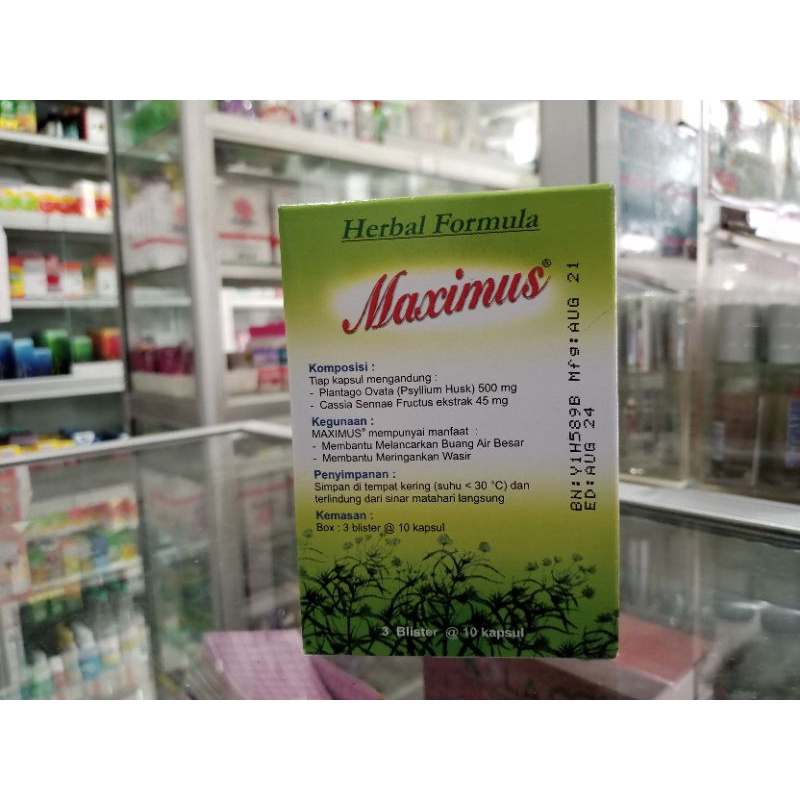 Herbal Formula
Maximus®
Komposisi :
Tiap kapsul mengandung :
- Plantago Ovata (Psyllium Husk) 500 mg
- Cassia Sennae Fructus ekstrak 45 mg
Kegunaan :
MAXIMUS® mempunyai manfaat :
- Membantu Melancarkan Buang Air Besar
- Membantu Meringankan Wasir
Penyimpanan :
Simpan di tempat kering (suhu < 30 °C) dan
terlindung dari sinar matahari langsung
Kemasan :
Box : 3 blister @ 10 kapsul
3 Blister @ 10 kapsul
BN:Y1H589B Mfg:AUG 21
ED:AUG 24